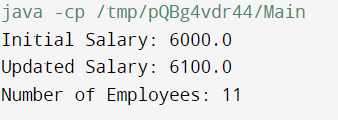 java -cp /tmp/pQBg4vdr44/Main
Initial Salary: 6000.0
Updated Salary: 6100.0
Number of Employees: 11